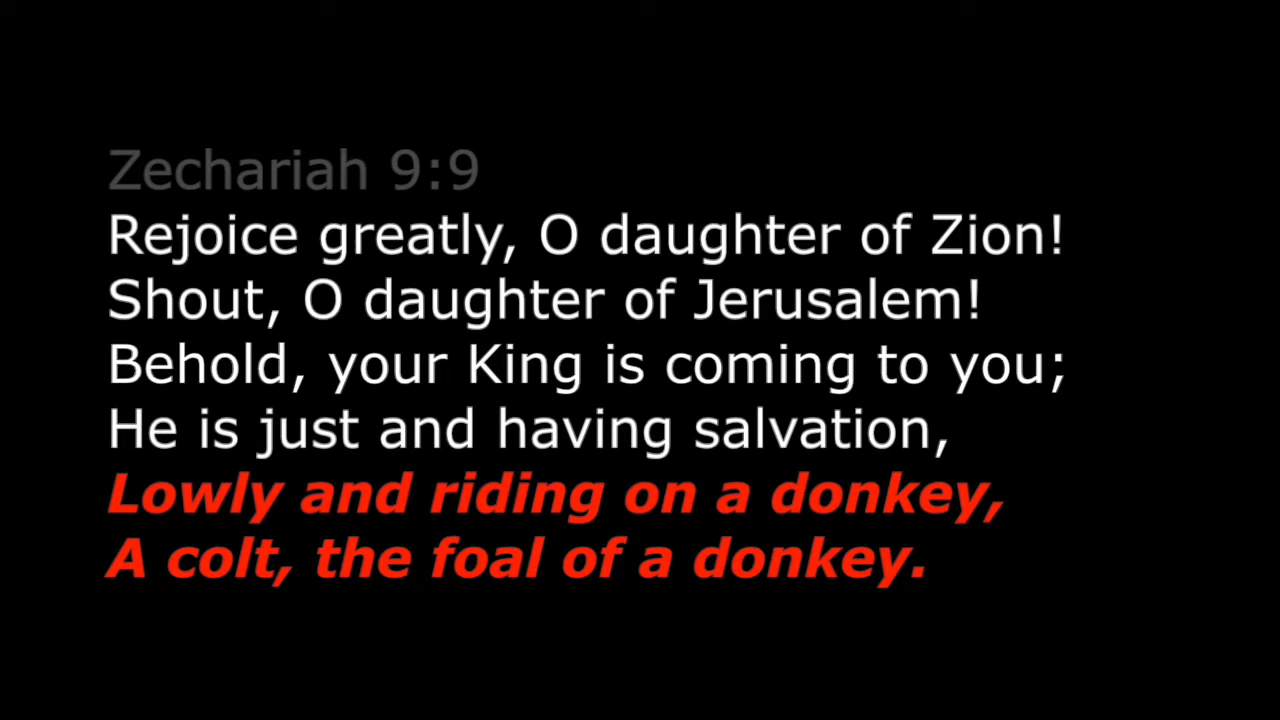 Zechariah 9:9
Rejoice greatly, O daughter of Zion!
Shout, O daughter of Jerusalem!
Behold, your King is coming to you;
He is just and having salvation,
Lowly and riding on a donkey,
A colt, the foal of a donkey.